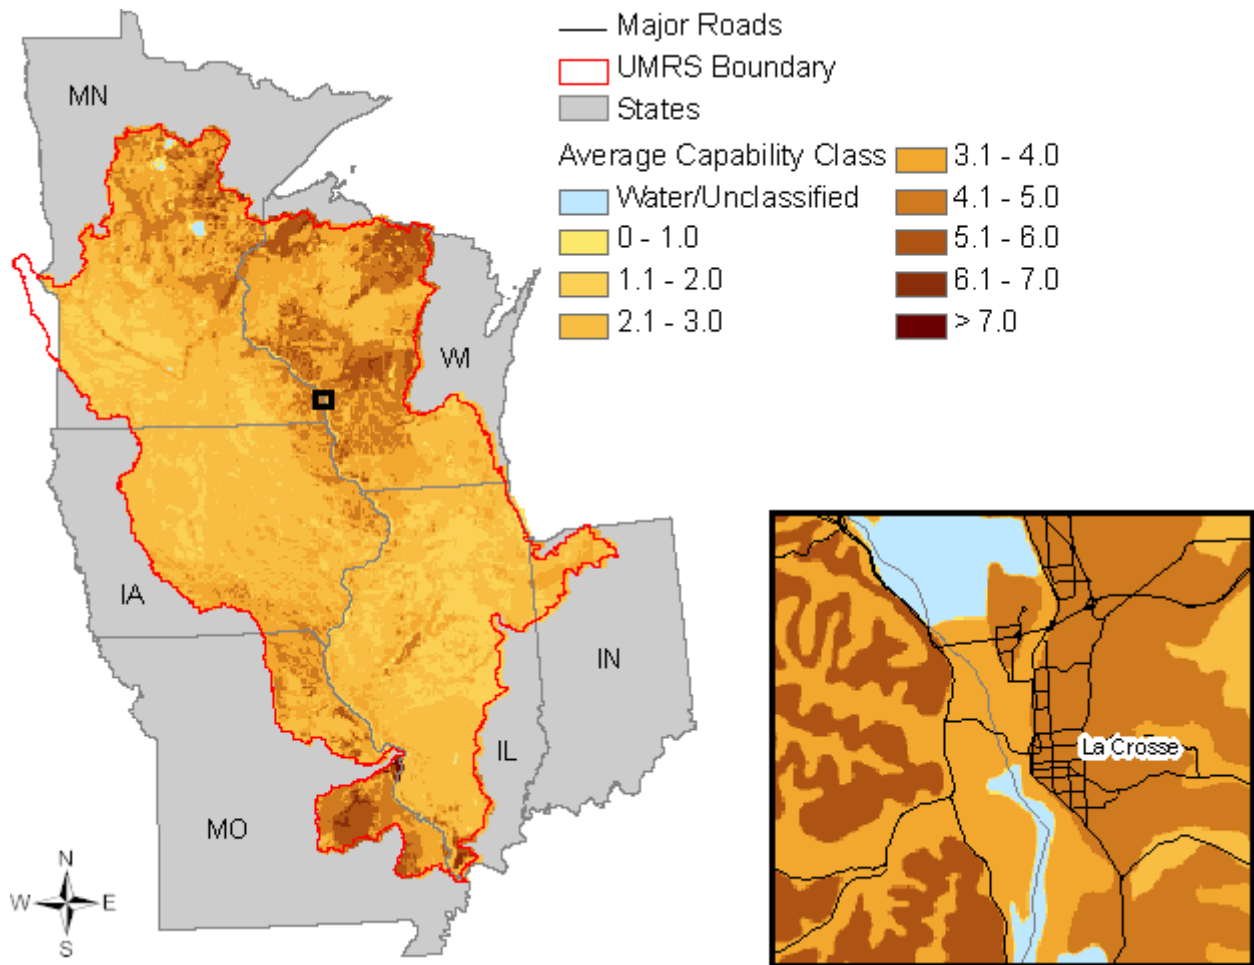 Major Roads
UMRS Boundary
States
Average Capability Class
Water/Unclassified
0 - 1.0
1.1 - 2.0
2.1 - 3.0
3.1 - 4.0
4.1 - 5.0
5.1 - 6.0
6.1 - 7.0
> 7.0
MN
WI
IA
IN
IL
MO
N
W E
S
La Crosse